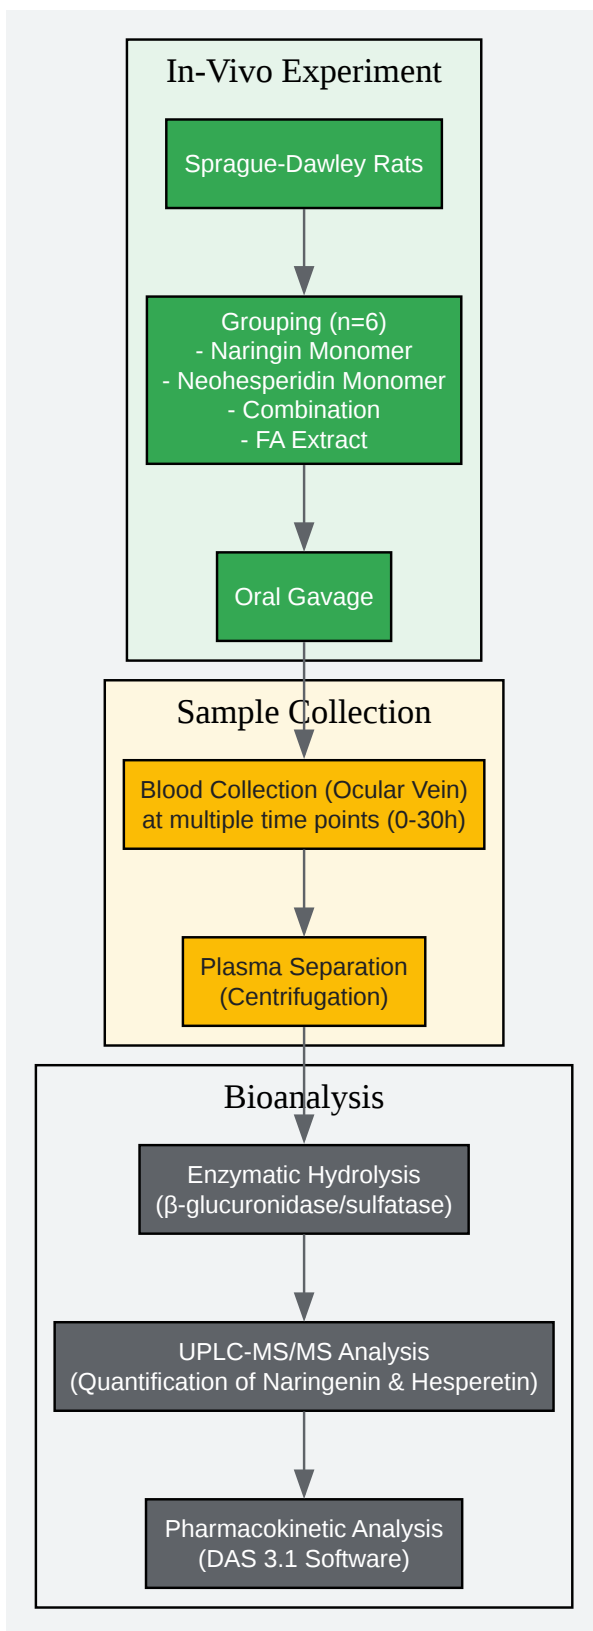 In-Vivo Experiment
Sprague-Dawley Rats
Grouping (n=6)
- Naringin Monomer
- Neohesperidin Monomer
- Combination
- FA Extract
Oral Gavage
Sample Collection
Blood Collection (Ocular Vein)
at multiple time points (0-30h)
Plasma Separation
(Centrifugation)
Bioanalysis
Enzymatic Hydrolysis
(β-glucuronidase/sulfatase)
UPLC-MS/MS Analysis
(Quantification of Naringenin & Hesperetin)
Pharmacokinetic Analysis
(DAS 3.1 Software)